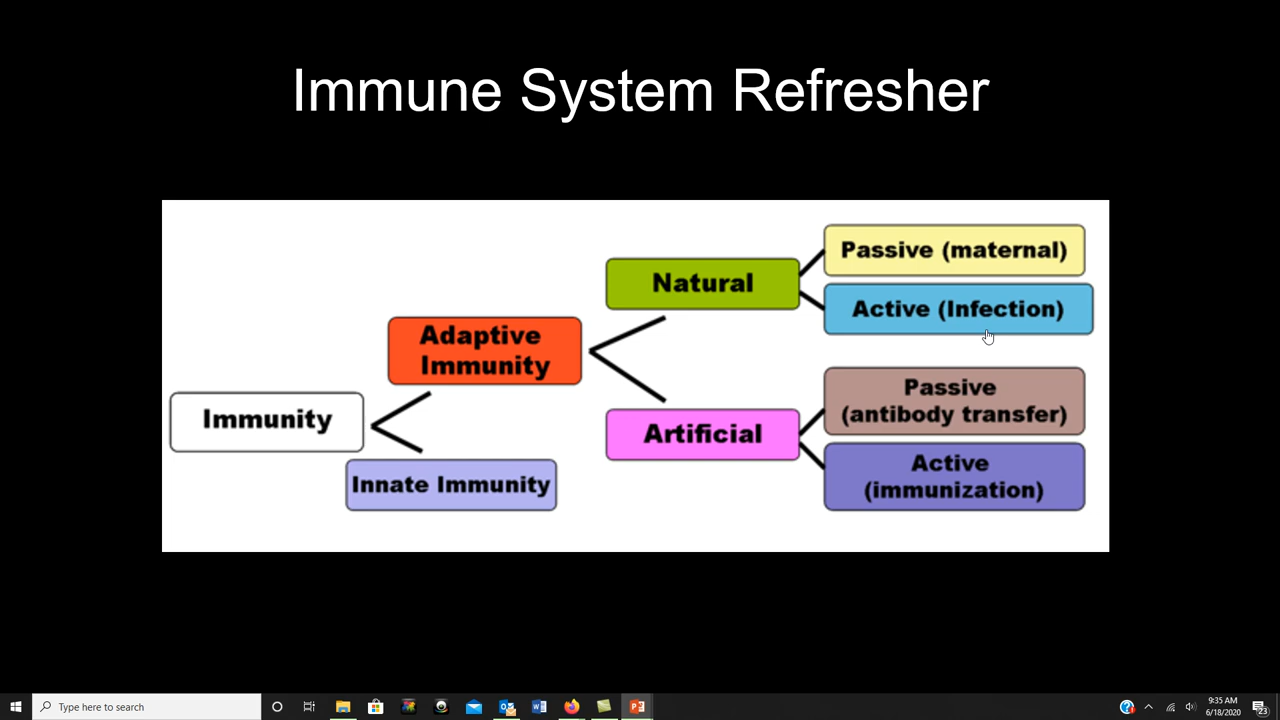 Immune System Refresher
Passive (maternal)
Natural
Active (Infection)
Adaptive
Immunity
Passive
(antibody transfer)
Immunity
Artificial
Active
(immunization)
Innate Immunity
Type here to search
9:35 AM
6/18/2020
23